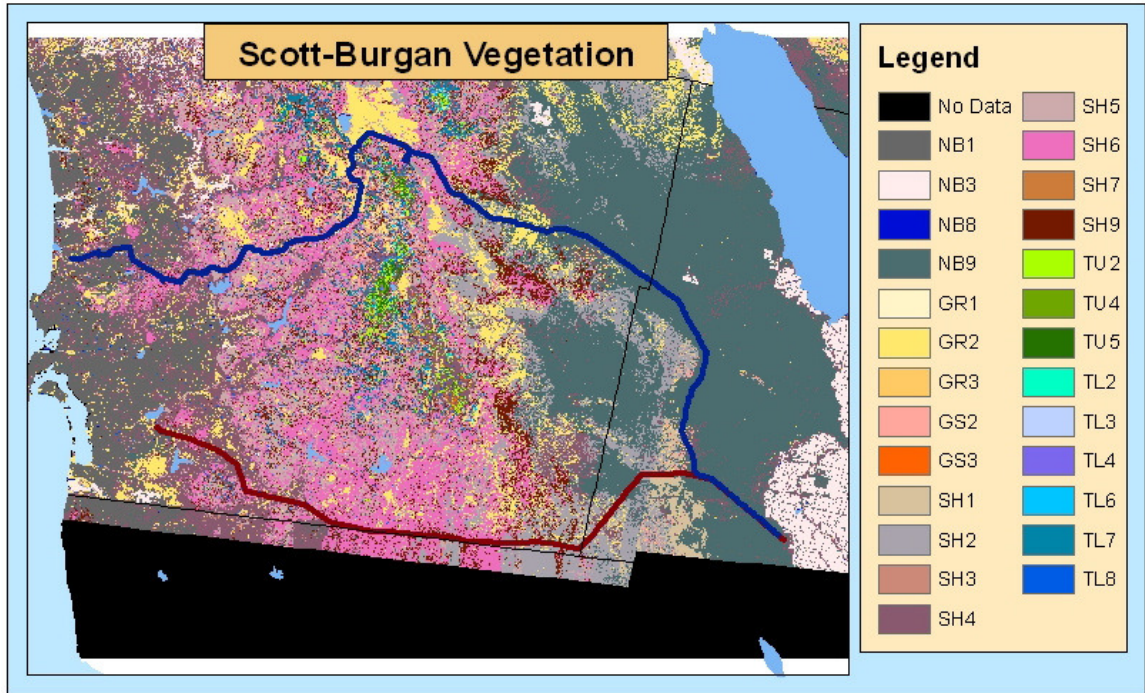 Scott-Burgan Vegetation
Legend
No Data
NB1
NB3
NB8
NB9
GR1
GR2
GR3
GS2
GS3
SH1
SH2
SH3
SH4
SH5
SH6
SH7
SH9
TU2
TU4
TU5
TL2
TL3
TL4
TL6
TL7
TL8